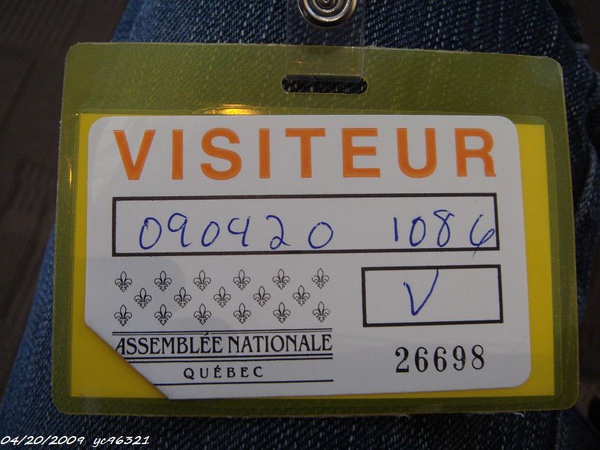 VISITEUR
090420 1086
V
ASSEMBLÉE NATIONALE
QUÉBEC
26698
04/20/2009 yc96321